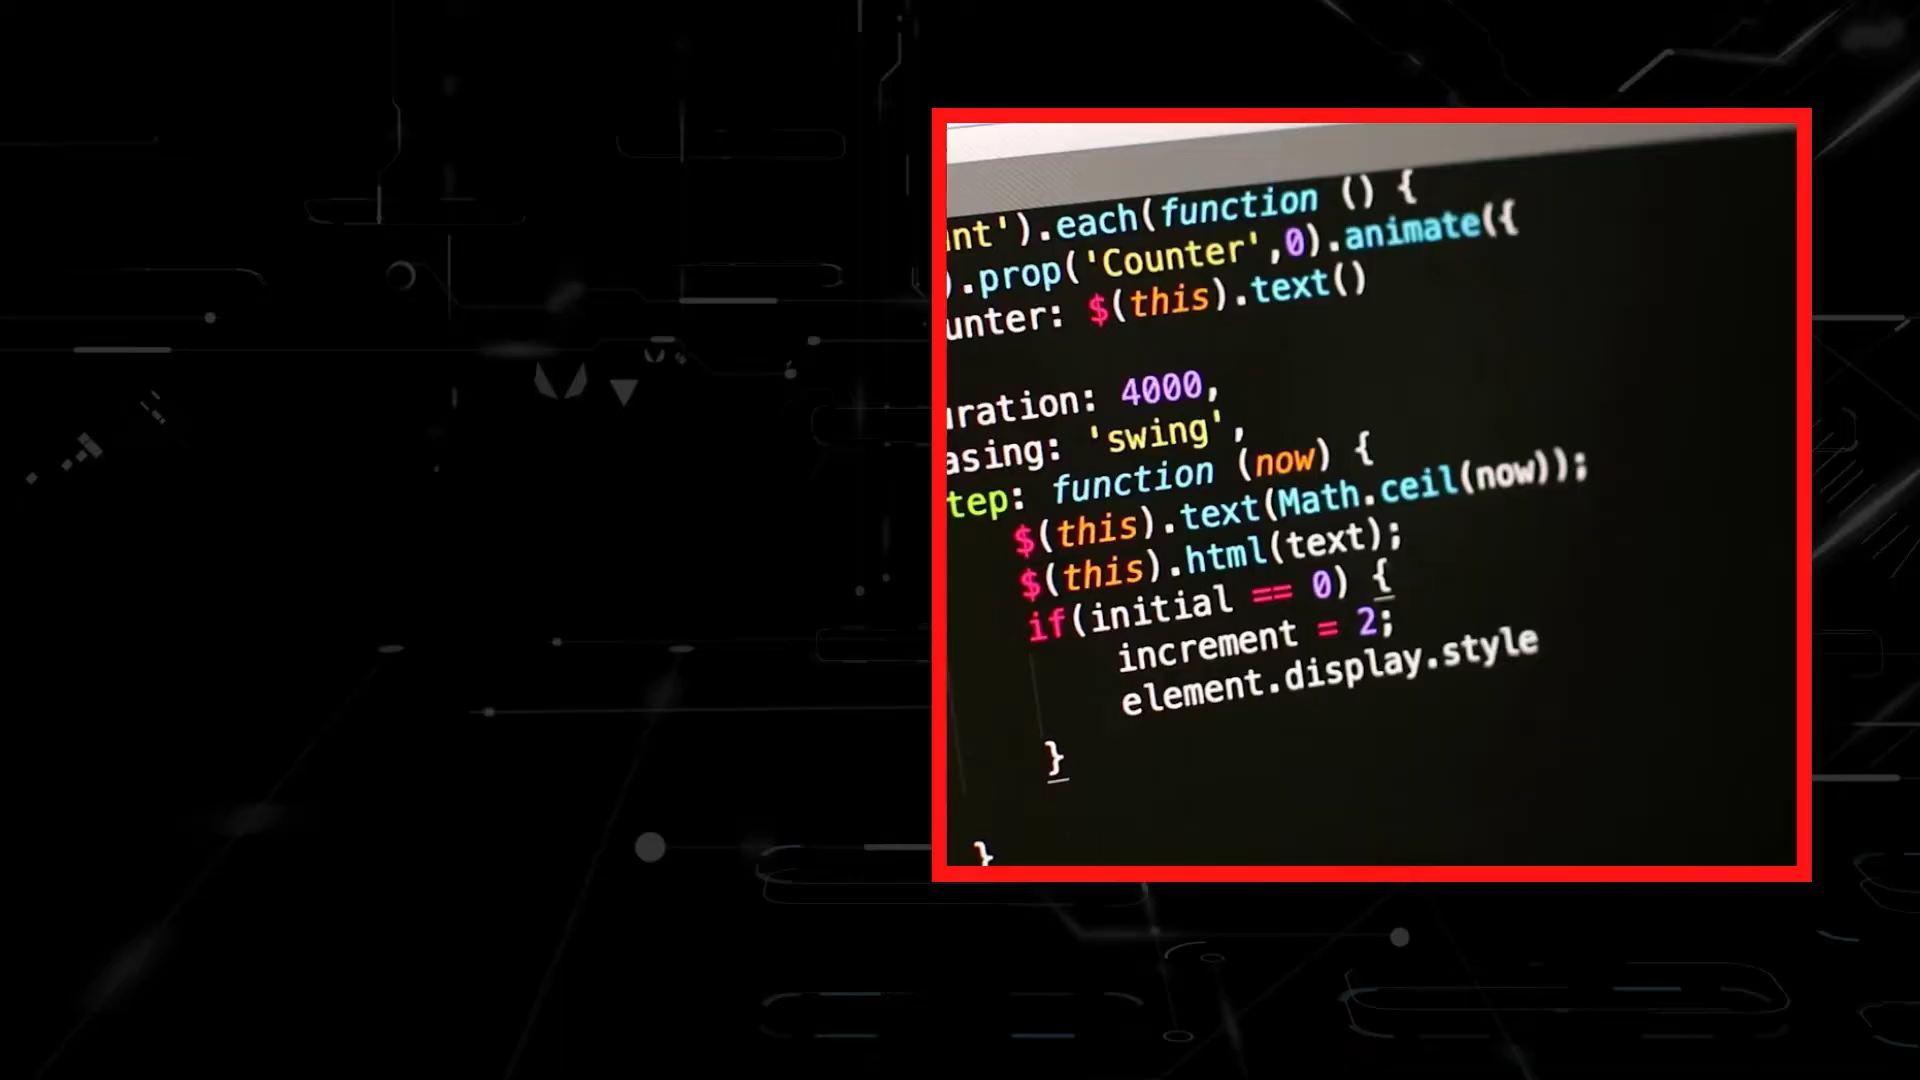 nt').each(function () {
).prop('Counter',0).animate({
unter: $(this).text()
uration: 4000,
asing: 'swing',
tep: function (now) {
$(this).text(Math.ceil(now));
$(this).html(text);
if(initial == 0) {
increment = 2;
element.display.style
}
}